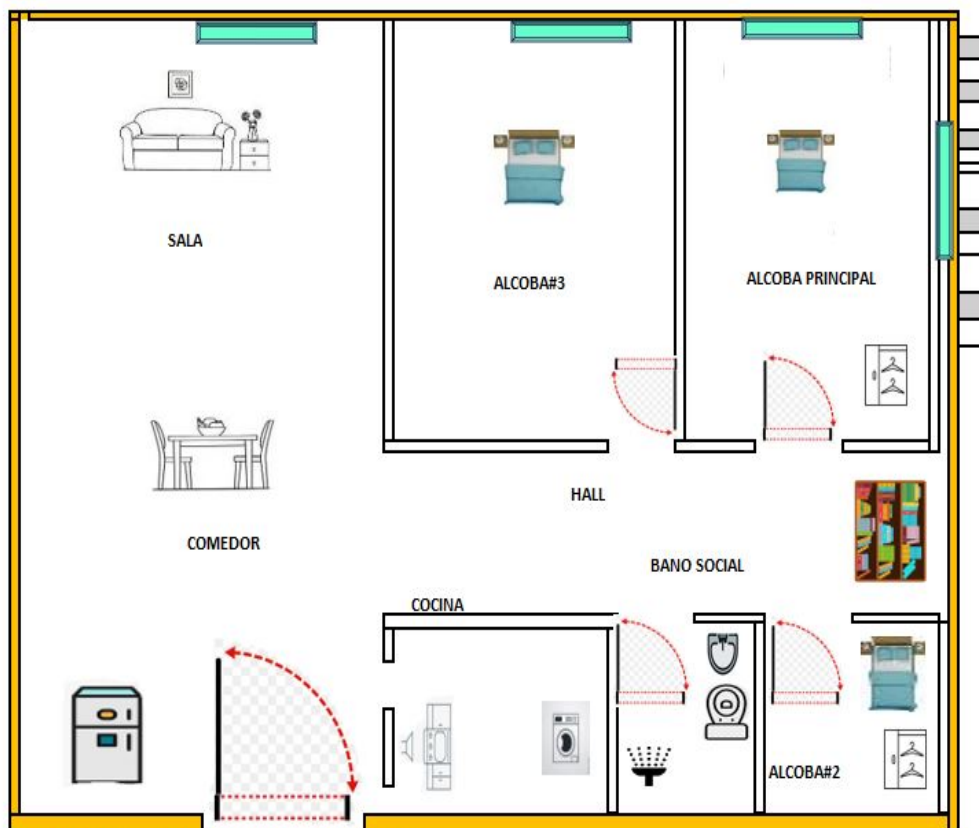 SALA
ALCOBA#3
ALCOBA PRINCIPAL
HALL
COMEDOR
BANO SOCIAL
COCINA
ALCOBA#2